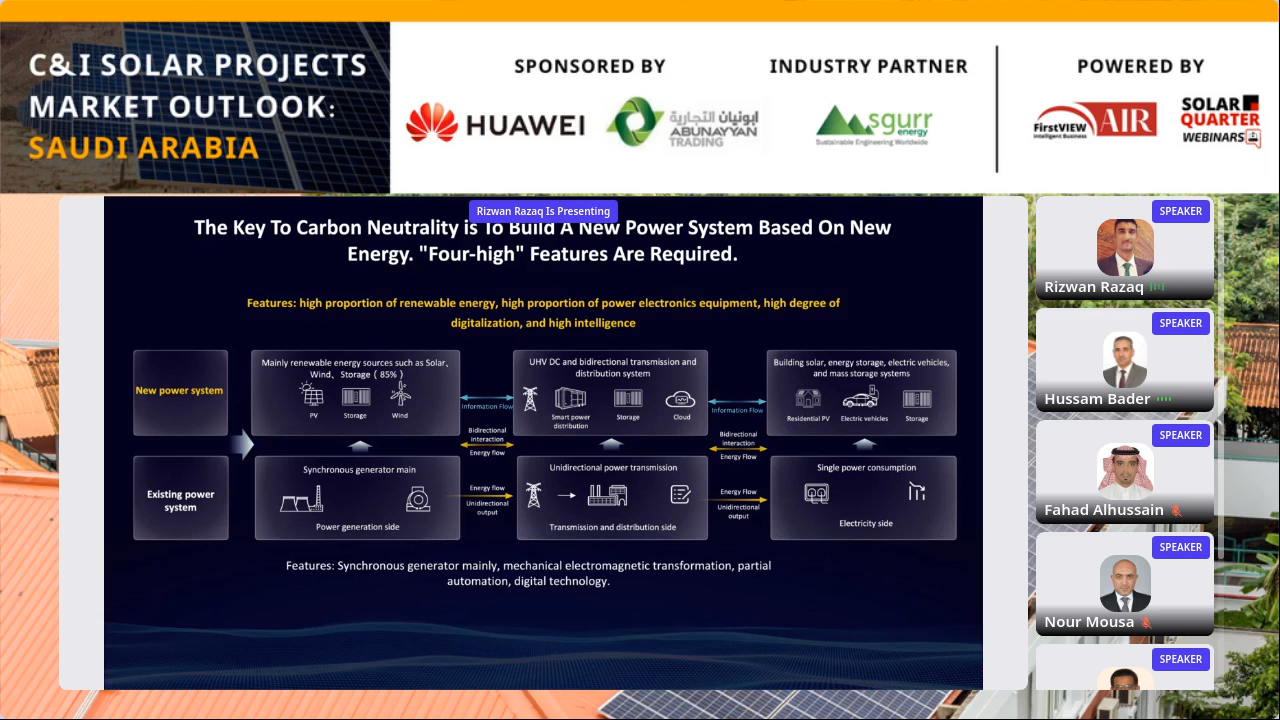 C&I SOLAR PROJECTS
MARKET OUTLOOK:
SAUDI ARABIA
SPONSORED BY
INDUSTRY PARTNER
POWERED BY
HUAWEI
ابونيان التجارية
ABUNAYYAN
TRADING
sgurr
energy
Sustainable Engineering Worldwide
FirstVIEW
Intelligent Business
AIR
SOLAR
QUARTER
WEBINARS
Rizwan Razaq Is Presenting
The Key To Carbon Neutrality is To Build A New Power System Based On New
Energy. "Four-high" Features Are Required.
Features: high proportion of renewable energy, high proportion of power electronics equipment, high degree of
digitalization, and high intelligence
New power system
Mainly renewable energy sources such as Solar、
Wind、Storage ( 85% )
PV
Storage
Wind
Information Flow
UHV DC and bidirectional transmission and
distribution system
Smart power
distribution
Storage
Cloud
Information Flow
Building solar, energy storage, electric vehicles,
and mass storage systems
Residential PV
Electric vehicles
Storage
Bidirectional
interaction
Energy flow
Bidirectional
interaction
Energy Flow
Existing power
system
Synchronous generator main
Power generation side
Energy flow
Unidirectional
output
Unidirectional power transmission
Transmission and distribution side
Energy Flow
Unidirectional
output
Single power consumption
Electricity side
Features: Synchronous generator mainly, mechanical electromagnetic transformation, partial
automation, digital technology.
SPEAKER
Rizwan Razaq
SPEAKER
Hussam Bader
SPEAKER
Fahad Alhussain
SPEAKER
Nour Mousa
SPEAKER